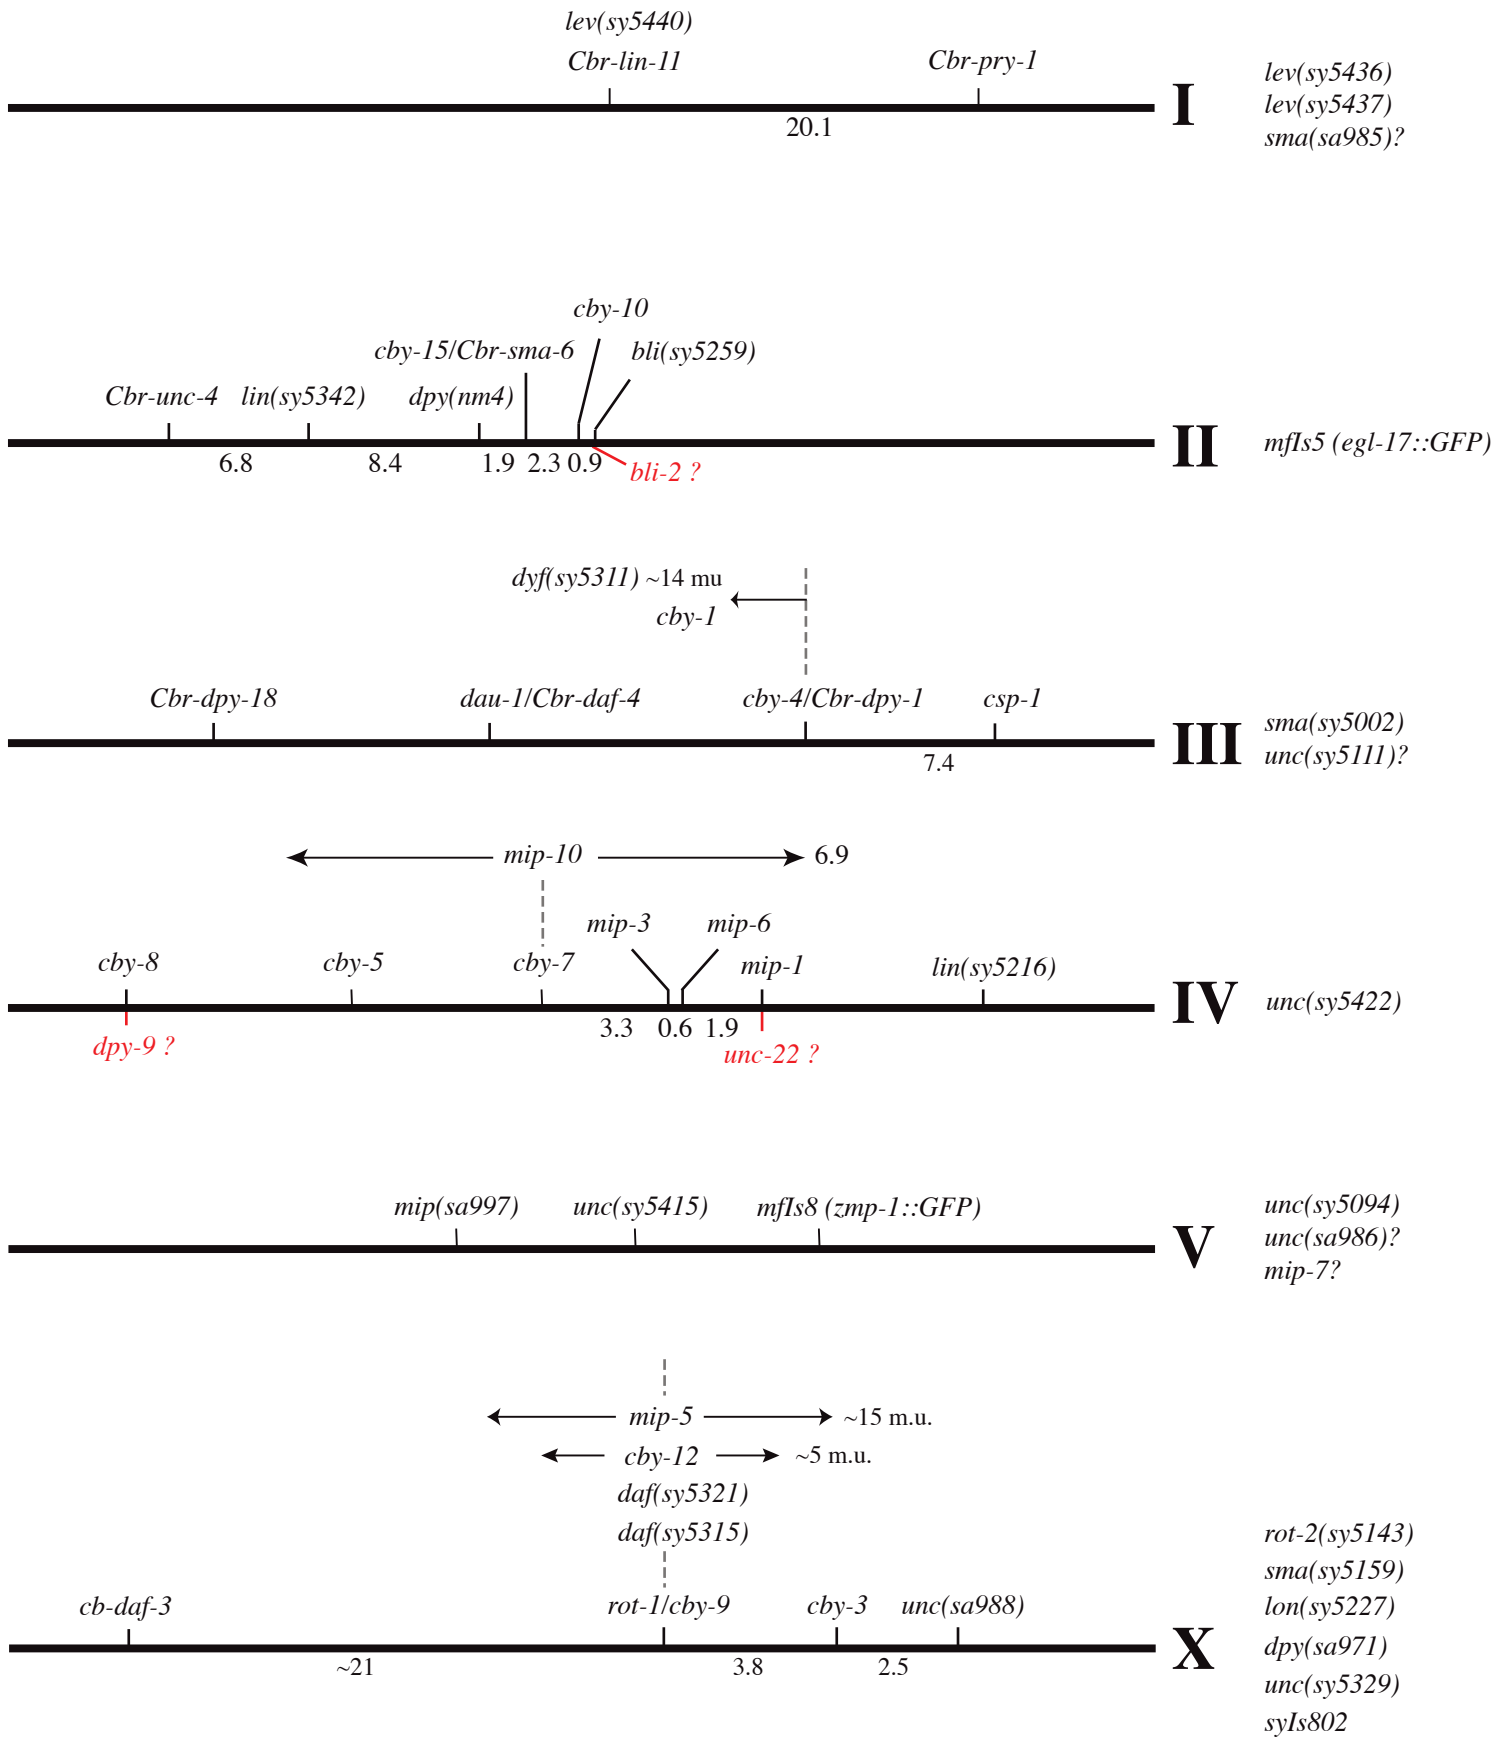 lev(sy5440)
Cbr-lin-11
Cbr-pry-1
20.1
I
lev(sy5436)
lev(sy5437)
sma(sa985)?
cby-10
cby-15/Cbr-sma-6
bli(sy5259)
Cbr-unc-4
lin(sy5342)
dpy(nm4)
6.8
8.4
1.9
2.3
0.9
bli-2 ?
II
mfIs5 (egl-17::GFP)
dyf(sy5311) ~14 mu
cby-1
Cbr-dpy-18
dau-1/Cbr-daf-4
cby-4/Cbr-dpy-1
csp-1
7.4
III
sma(sy5002)
unc(sy5111)?
mip-10
6.9
mip-3
mip-6
cby-8
cby-5
cby-7
mip-1
lin(sy5216)
3.3
0.6
1.9
dpy-9 ?
unc-22 ?
IV
unc(sy5422)
mip(sa997)
unc(sy5415)
mfIs8 (zmp-1::GFP)
V
unc(sy5094)
unc(sa986)?
mip-7?
mip-5
~15 m.u.
cby-12
~5 m.u.
daf(sy5321)
daf(sy5315)
cb-daf-3
rot-1/cby-9
cby-3
unc(sa988)
~21
3.8
2.5
X
rot-2(sy5143)
sma(sy5159)
lon(sy5227)
dpy(sa971)
unc(sy5329)
syIs802